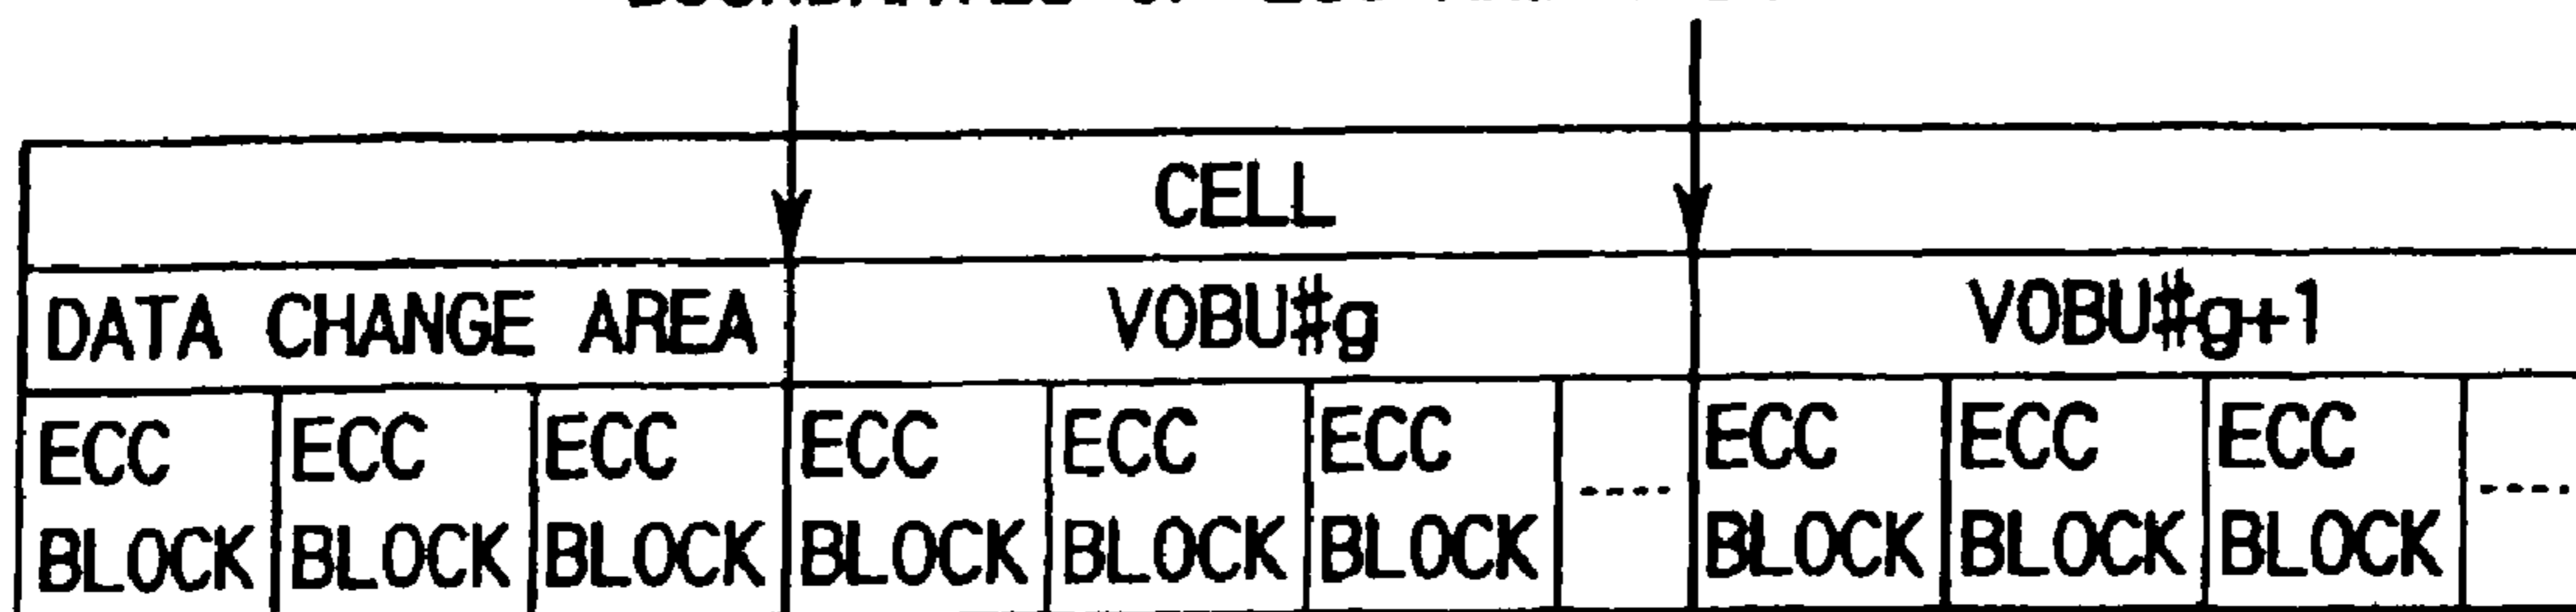 CELL
DATA CHANGE AREA VOBU#g VOBU#g+1
ECC ECC ECC ECC ECC ECC ---- ECC ECC ECC ----
BLOCK BLOCK BLOCK BLOCK BLOCK BLOCK BLOCK BLOCK BLOCK